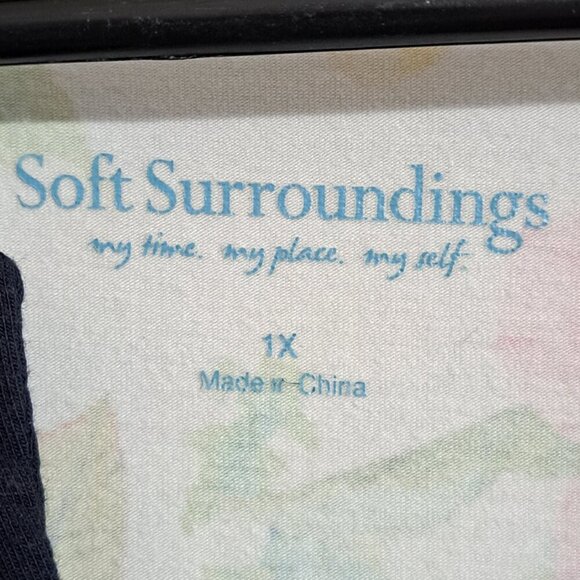 Soft Surroundings
my time. my place. my self.
1X
Made in China